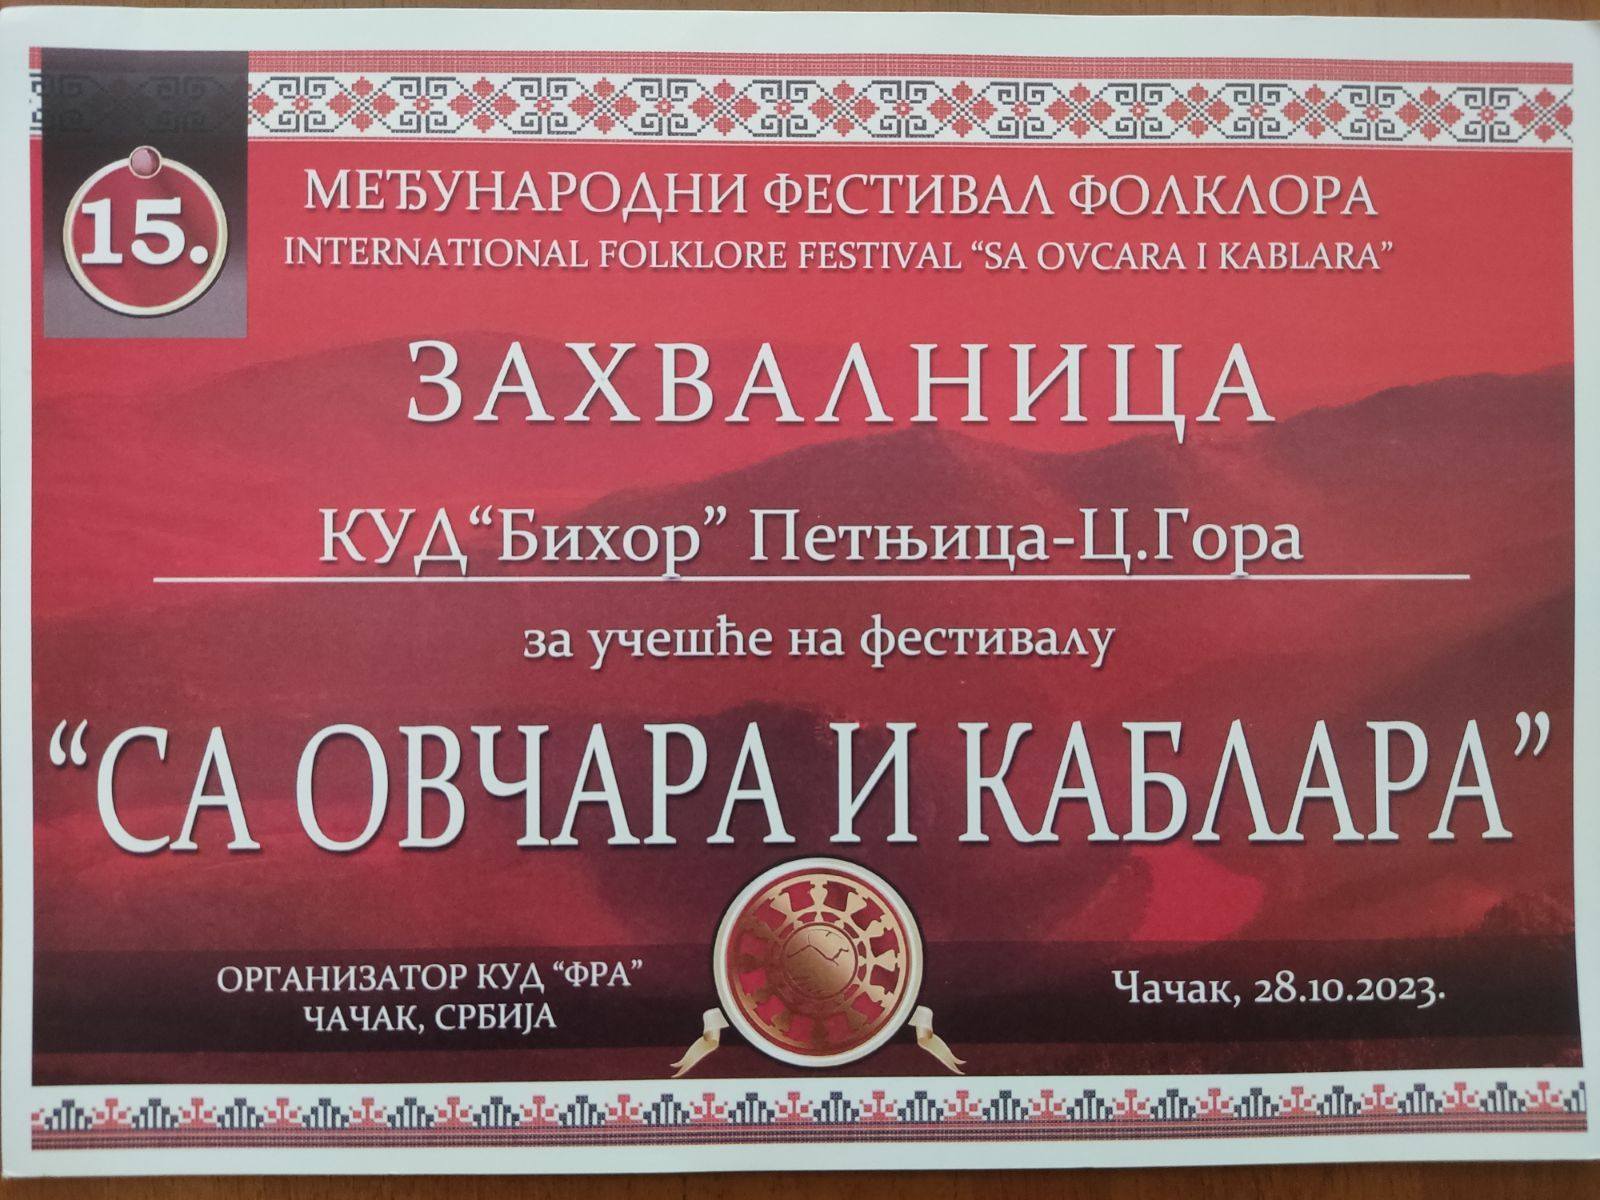 15.
МЕЂУНАРОДНИ ФЕСТИВАЛ ФОЛКЛОРА
INTERNATIONAL FOLKLORE FESTIVAL “SA OVCARA I KABLARA”
ЗАХВАЛНИЦА
КУД“Бихор” Петњица-Ц.Гора
за учешће на фестивалу
“СА ОВЧАРА И КАБЛАРА”
ОРГАНИЗАТОР КУД “ФРА”
ЧАЧАК, СРБИЈА
Чачак, 28.10.2023.